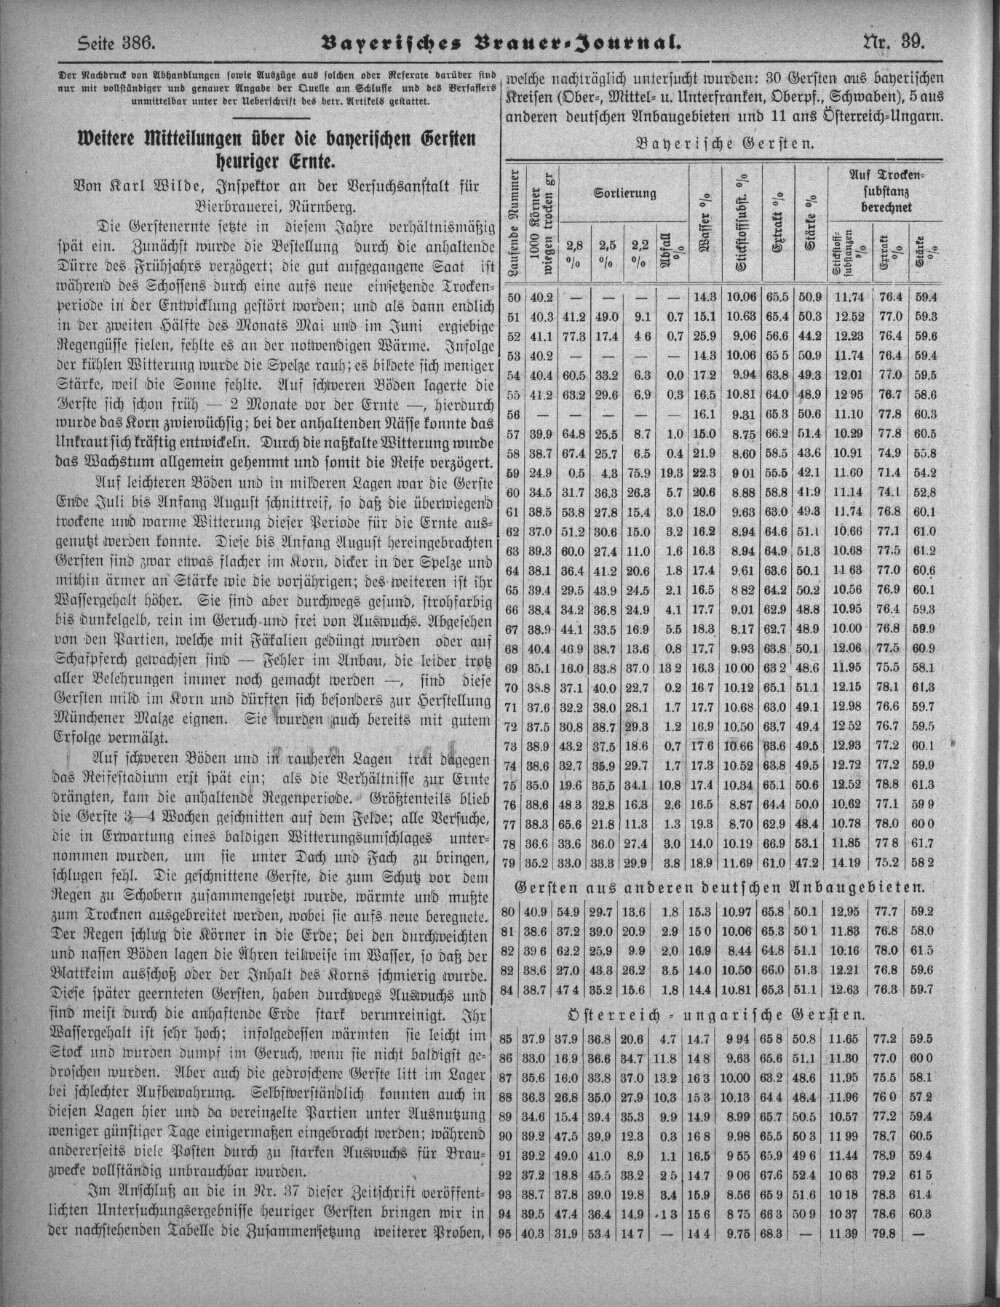 Seite 386.
Bayerisches Brauer-Journal.
Nr. 39.
Der Nachdruck von Abhandlungen sowie Auszüge aus solchen oder Referate darüber sind
nur mit vollständiger und genauer Angabe der Quelle am Schlusse und des Verfassers
unmittelbar unter der Ueberschrift des betr. Artikels gestattet.
Weitere Mitteilungen über die bayerischen Gersten
heuriger Ernte.
Von Karl Wilde, Inspektor an der Versuchsanstalt für
Bierbrauerei, Nürnberg.
Die Gerstenernte setzte in diesem Jahre verhältnismäßig
spät ein. Zunächst wurde die Bestellung durch die anhaltende
Dürre des Frühjahrs verzögert; die gut aufgegangene Saat ist
während des Schossens durch eine aufs neue einsetzende Trocken-
periode in der Entwicklung gestört worden; und als dann endlich
in der zweiten Hälfte des Monats Mai und im Juni ergiebige
Regengüsse fielen, fehlte es an der notwendigen Wärme. Infolge
der kühlen Witterung wurde die Spelze rauh; es bildete sich weniger
Stärke, weil die Sonne fehlte. Auf schweren Böden lagerte die
Gerste sich schon früh — 2 Monate vor der Ernte —, hierdurch
wurde das Korn zwiewüchsig; bei der anhaltenden Nässe konnte das
Unkraut sich kräftig entwickeln. Durch die naßkalte Witterung wurde
das Wachstum allgemein gehemmt und somit die Reife verzögert.
Auf leichteren Böden und in milderen Lagen war die Gerste
Ende Juli bis Anfang August schnittreif, so daß die überwiegend
trockene und warme Witterung dieser Periode für die Ernte aus-
genutzt werden konnte. Diese bis Anfang August hereingebrachten
Gersten sind zwar etwas flacher im Korn, dicker in der Spelze und
mithin ärmer an Stärke wie die vorjährigen; des weiteren ist ihr
Wassergehalt höher. Sie sind aber durchwegs gesund, strohfarbig
bis dunkelgelb, rein im Geruch und frei von Auswuchs. Abgesehen
von den Partien, welche mit Fäkalien gedüngt wurden oder auf
Schafpferch gewachsen sind — Fehler im Anbau, die leider trotz
aller Belehrungen immer noch gemacht werden —, sind diese
Gersten mild im Korn und dürften sich besonders zur Herstellung
Münchener Malze eignen. Sie wurden auch bereits mit gutem
Erfolge vermälzt.
Auf schweren Böden und in rauheren Lagen trat dagegen
das Reifestadium erst spät ein; als die Verhältnisse zur Ernte
drängten, kam die anhaltende Regenperiode. Größtenteils blieb
die Gerste 3—4 Wochen geschnitten auf dem Felde; alle Versuche,
die in Erwartung eines baldigen Witterungsumschlages unter-
nommen wurden, um sie unter Dach und Fach zu bringen,
schlugen fehl. Die geschnittene Gerste, die zum Schutz vor dem
Regen zu Schobern zusammengesetzt wurde, wärmte und mußte
zum Trocknen ausgebreitet werden, wobei sie aufs neue beregnete.
Der Regen schlug die Körner in die Erde; bei den durchweichten
und nassen Böden lagen die Ähren teilweise im Wasser, so daß der
Blattkeim ausschoß oder der Inhalt des Korns schmierig wurde.
Diese später geernteten Gersten, haben durchwegs Auswuchs und
sind meist durch die anhaftende Erde stark verunreinigt. Ihr
Wassergehalt ist sehr hoch; infolgedessen wärmten sie leicht im
Stock und wurden dumpf im Geruch, wenn sie nicht baldigst ge-
droschen wurden. Aber auch die gedroschene Gerste litt im Lager
bei schlechter Aufbewahrung. Selbstverständlich konnten auch in
diesen Lagen hier und da vereinzelte Partien unter Ausnutzung
weniger günstiger Tage einigermaßen eingebracht werden; während
andererseits viele Posten durch zu starken Auswuchs für Brau-
zwecke vollständig unbrauchbar wurden.
Im Anschluß an die in Nr. 37 dieser Zeitschrift veröffent-
lichten Untersuchungsergebnisse heuriger Gersten bringen wir in
der nachstehenden Tabelle die Zusammensetzung weiterer Proben,
welche nachträglich untersucht wurden: 30 Gersten aus bayerischen
Kreisen (Ober-, Mittel- u. Unterfranken, Oberpf., Schwaben), 5 aus
anderen deutschen Anbaugebieten und 11 aus Österreich-Ungarn.
Bayerische Gersten.
Laufende Nummer | 1000 Körner wiegen trocken gr | Sortierung | Wasser % | Stickstoffsubst. % | Extrakt % | Stärke % | Auf Trocken-substanz berechnet
2,8 % | 2,5 % | 2,2 % | Abfall % | Stickstoff-substanzen % | Extrakt % | Stärke %
50 40.2 — — — — 14.3 10.06 65.5 50.9 11.74 76.4 59.4
51 40.3 41.2 49.0 9.1 0.7 15.1 10.63 65.4 50.3 12.52 77.0 59.3
52 41.1 77.3 17.4 4 6 0.7 25.9 9.06 56.6 44.2 12.23 76.4 59.6
53 40.2 — — — — 14.3 10.06 65 5 50.9 11.74 76.4 59.4
54 40.4 60.5 33.2 6.3 0.0 17.2 9.94 63.8 49.3 12.01 77.0 59.5
55 41.2 63.2 29.6 6.9 0.3 16.5 10.81 64.0 48.9 12 95 76.7 58.6
56 — — — — — 16.1 9.31 65.3 50.6 11.10 77.8 60.3
57 39.9 64.8 25.5 8.7 1.0 15.0 8.75 66.2 51.4 10.29 77.8 60.5
58 38.7 67.4 25.7 6.5 0.4 21.9 8.60 58.5 43.6 10.91 74.9 55.8
59 24.9 0.5 4.3 75.9 19.3 22.3 9 01 55.5 42.1 11.60 71.4 54.2
60 34.5 31.7 36.3 26.3 5.7 20.6 8.88 58.8 41.9 11.14 74.1 52,8
61 38.5 53.8 27.8 15.4 3.0 18.0 9.63 63.0 49.3 11.74 76.8 60.1
62 37.0 51.2 30.6 15.0 3.2 16.2 8.94 64.6 51.1 10.66 77.1 61.0
63 39.3 60.0 27.4 11.0 1.6 16.3 8.94 64.9 51.3 10.68 77.5 61.2
64 38.1 36.4 41.2 20.6 1.8 17.4 9.61 63.6 50.1 11 63 77.0 60.6
65 39.4 29.5 43.9 24.5 2.1 16.5 8 82 64.2 50.2 10.56 76.9 60.1
66 38.4 34.2 36.8 24.9 4.1 17.7 9.01 62.9 48.8 10.95 76.4 59.3
67 38.9 44.1 33.5 16.9 5.5 18.3 8.17 62.7 48.9 10.00 76.8 59.9
68 40.4 46.9 38.7 13.6 0.8 17.7 9.93 63.8 50.1 12.06 77.5 60.9
69 35.1 16.0 33.8 37.0 13 2 16.3 10.00 63 2 48.6 11.95 75.5 58.1
70 38.8 37.1 40.0 22.7 0.2 16 7 10.12 65.1 51.1 12.15 78.1 61.3
71 37.6 32.2 38.0 28.1 1.7 17.7 10.68 63.0 49.1 12.98 76.6 59.7
72 37.5 30.8 38.7 29.3 1.2 16.9 10.50 63.7 49.4 12 52 76.7 59.5
73 38.9 43.2 37.5 18.6 0.7 17 6 10.66 63.6 49.5 12.93 77.2 60.1
74 38.6 32.7 35.9 29.7 1.7 17.3 10.52 63.8 49.5 12.72 77.2 59.9
75 35.0 19.6 35.5 34.1 10.8 17.4 10.34 65.1 50.6 12.52 78.8 61.3
76 38.6 48 3 32.8 16.3 2.6 16.5 8.87 64.4 50.0 10.62 77.1 59 9
77 38.3 65.6 21.8 11.3 1.3 19.3 8.70 62.9 48.4 10.78 78.0 60 0
78 36.6 33.6 36.0 27.4 3.0 14.0 10.19 66.9 53.1 11.85 77 8 61.7
79 35.2 33.0 33.3 29.9 3.8 18.9 11.69 61.0 47.2 14.19 75.2 58 2
Gersten aus anderen deutschen Anbaugebieten.
80 40.9 54.9 29.7 13.6 1.8 15.3 10.97 65.8 50.1 12.95 77.7 59.2
81 38.6 37.2 39.0 20.9 2.9 15 0 10,06 65.3 50 1 11.83 76.8 58.0
82 39 6 62.2 25.9 9.9 2.0 16.9 8.44 64.8 51.1 10.16 78.0 61.5
82 38.6 27.0 43.3 26.2 3.5 14.0 10.50 66.0 51.3 12.21 76.8 59.6
84 38.7 47 4 35.2 15.6 1.8 14.4 10.81 65.3 51.1 12.63 76.3 59.7
Österreich-ungarische Gersten.
85 37.9 37.9 36.8 20.6 4.7 14.7 9 94 65 8 50.8 11.65 77.2 59.5
86 33.0 16.9 36.6 34.7 11.8 14 8 9.63 65.6 51.1 11.30 77.0 60 0
87 35.6 16.0 33.8 37.0 13.2 16 3 10.00 63.2 48.6 11.95 75.5 58.1
88 36.3 26.8 35.0 27.9 10.3 15 3 10.13 64 4 48.4 11.96 76 0 57.2
89 34.6 15.4 39.4 35.3 9.9 14.9 8.99 65.7 50.5 10.57 77.2 59.4
90 39.2 47.5 39.9 12.3 0.3 16 8 9.98 65.5 50 3 11 99 78.7 60.5
91 39.2 49.0 41.0 8.9 1.1 16.5 9 55 65.9 49 6 11.44 78.9 59.4
92 37.2 18.8 45.5 33.2 2 5 14.7 9 06 67.6 52.4 10 63 79.2 61 5
93 38.7 37.8 39.0 19.8 3.4 15.9 8.56 65 9 51.6 10 18 78.3 61.4
94 39.5 47.4 36.4 14.9 1 3 15 6 8 75 66 3 50 9 10 37 78.6 60.3
95 40.3 31.9 53.4 14 7 — 14 4 9.75 68.3 — 11 39 79.8 —